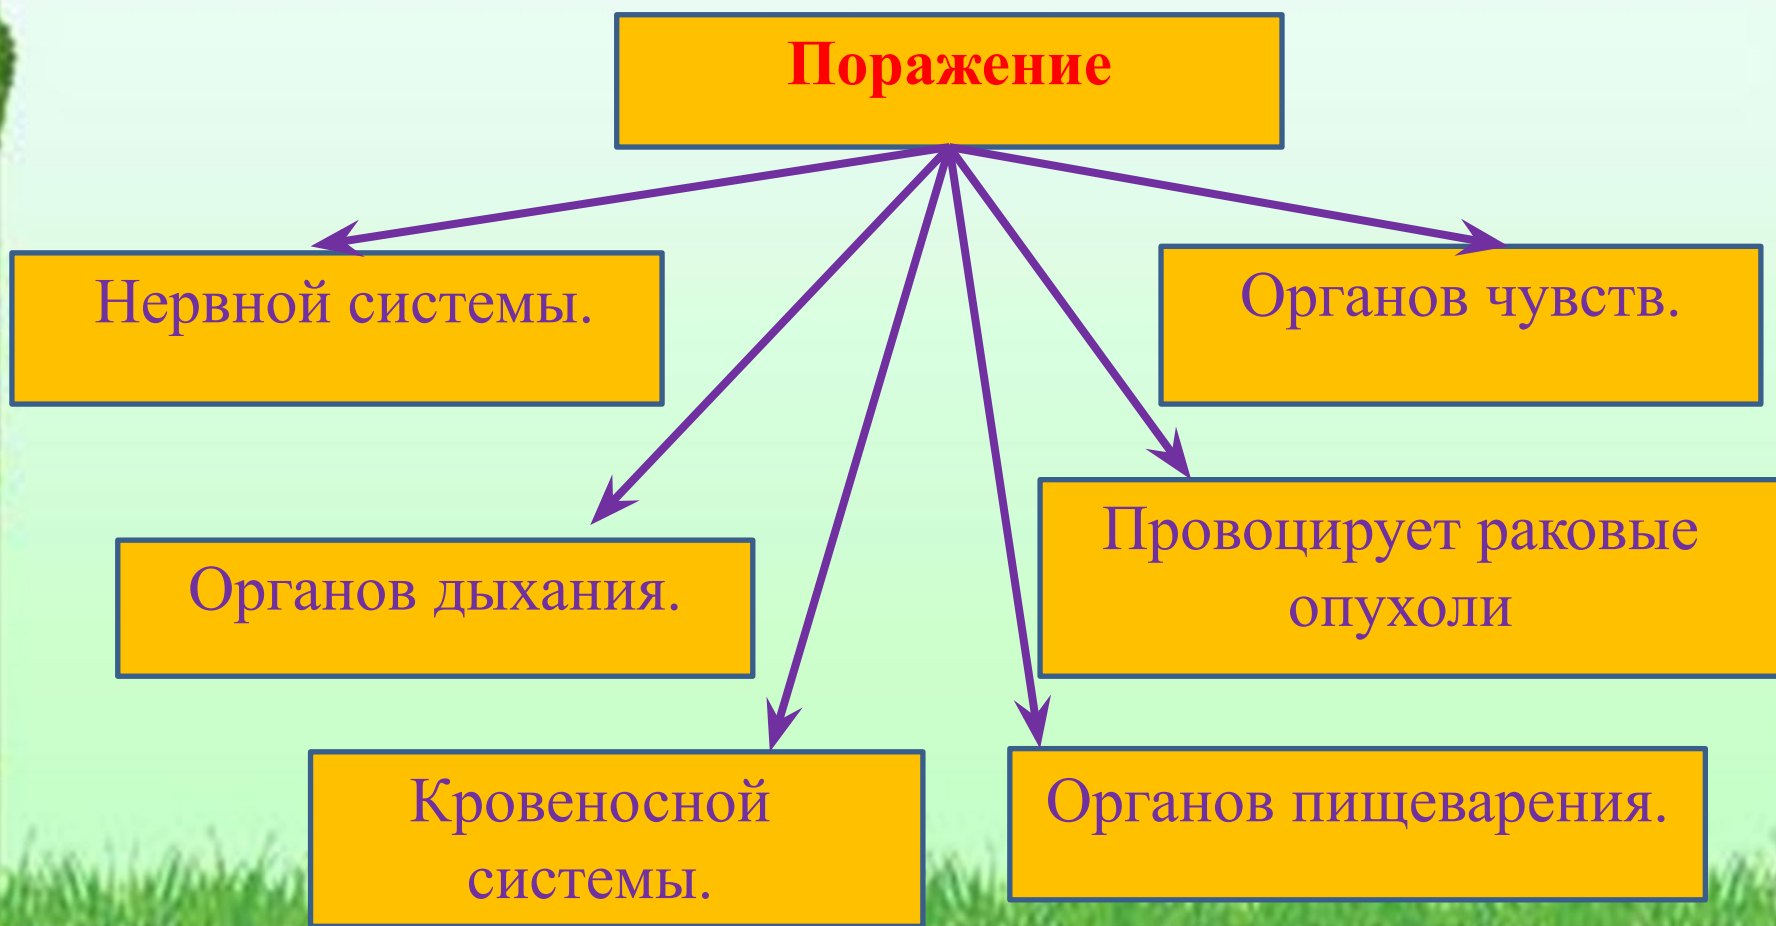 Поражение
Нервной системы.
Органов чувств.
Органов дыхания.
Провоцирует раковые
опухоли
Кровеносной
системы.
Органов пищеварения.